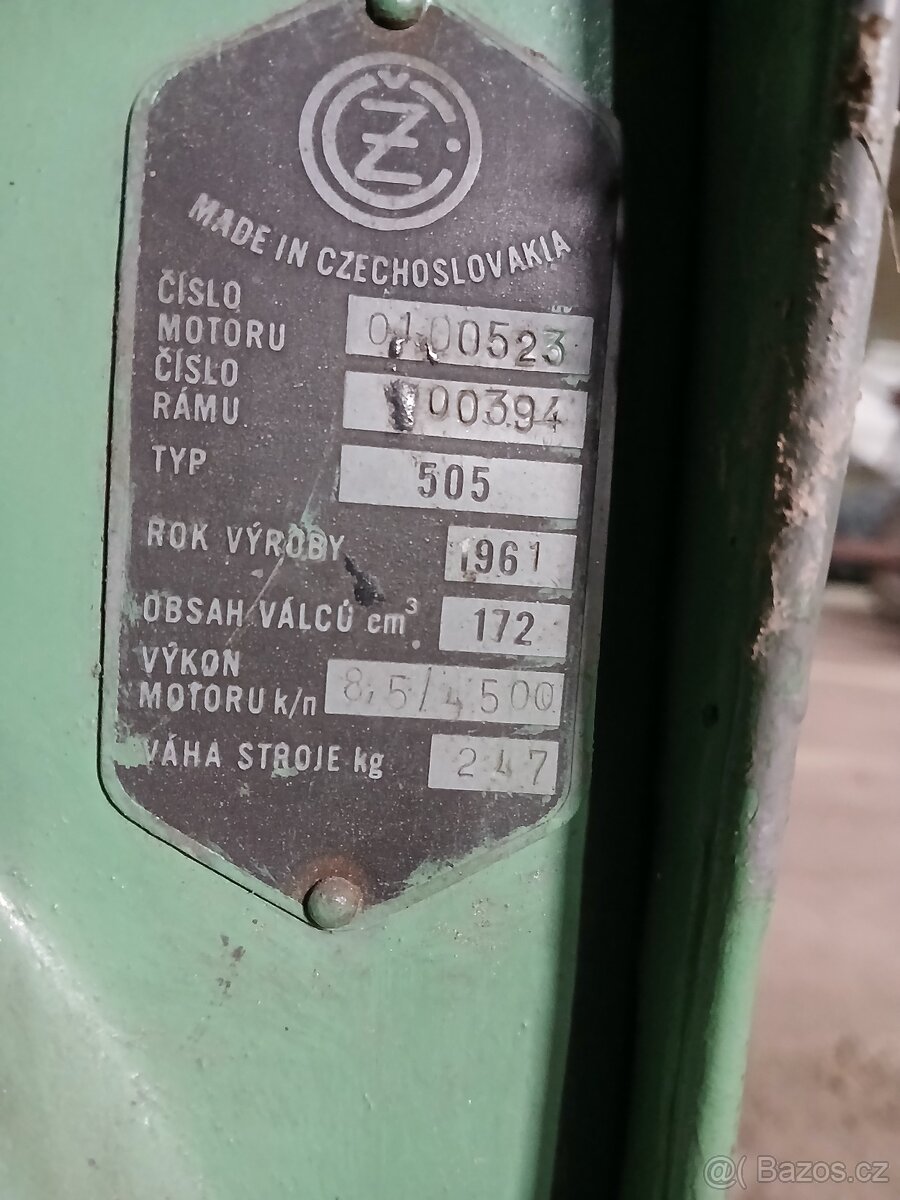 ČZ
MADE IN CZECHOSLOVAKIA
ČÍSLO
MOTORU 0100523
ČÍSLO
RÁMU 00394
TYP 505
ROK VÝROBY 1961
OBSAH VÁLCŮ cm³ 172
VÝKON
MOTORU k/n 8,5/4500
VÁHA STROJE kg 247
@( Bazos.cz